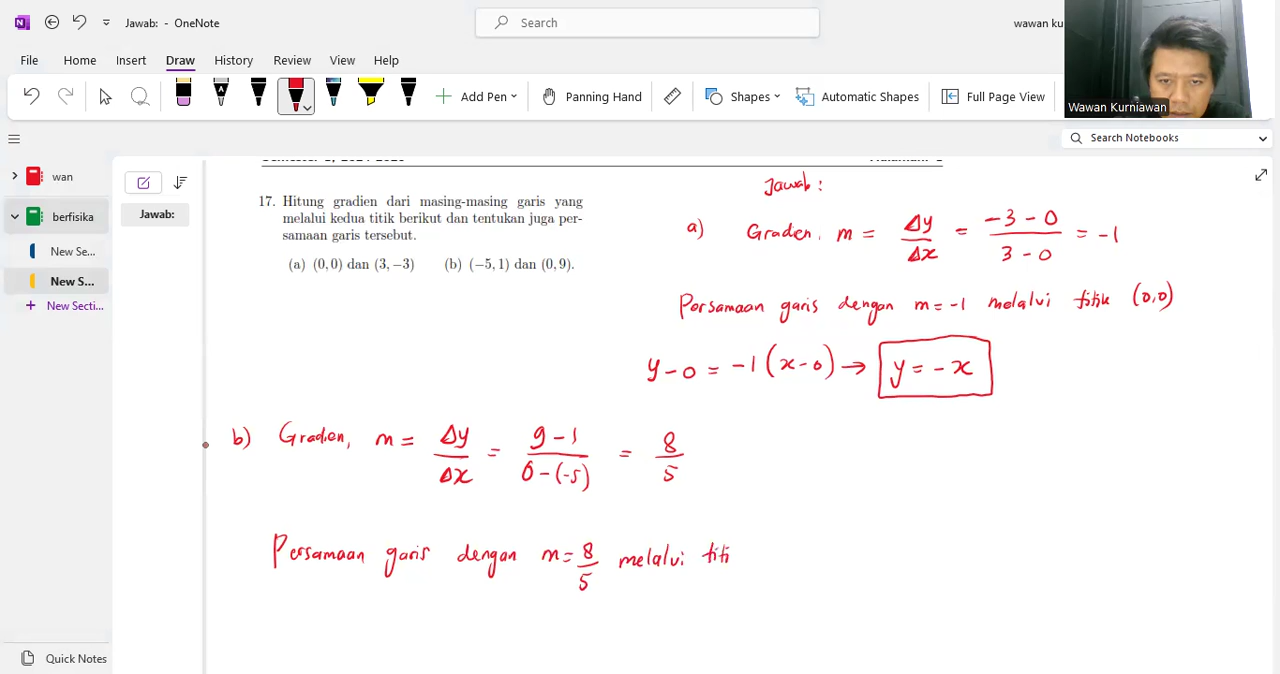 Jawab: - OneNote
Search
wawan ku
File Home Insert Draw History Review View Help
Add Pen
Panning Hand
Shapes
Automatic Shapes
Full Page View
Wawan Kurniawan
Search Notebooks
wan
berfisika
New Se...
New S...
New Secti...
Jawab:
Quick Notes
17. Hitung gradien dari masing-masing garis yang
melalui kedua titik berikut dan tentukan juga per-
samaan garis tersebut.
(a) (0,0) dan (3,−3) (b) (−5,1) dan (0,9).
Jawab:
a) Gradien, m = Δy/Δx = (−3−0)/(3−0) = −1
Persamaan garis dengan m=−1 melalui titik (0,0)
y−0 = −1(x−0) → y = −x
b) Gradien, m = Δy/Δx = (9−1)/(0−(−5)) = 8/5
Persamaan garis dengan m=8/5 melalui titi